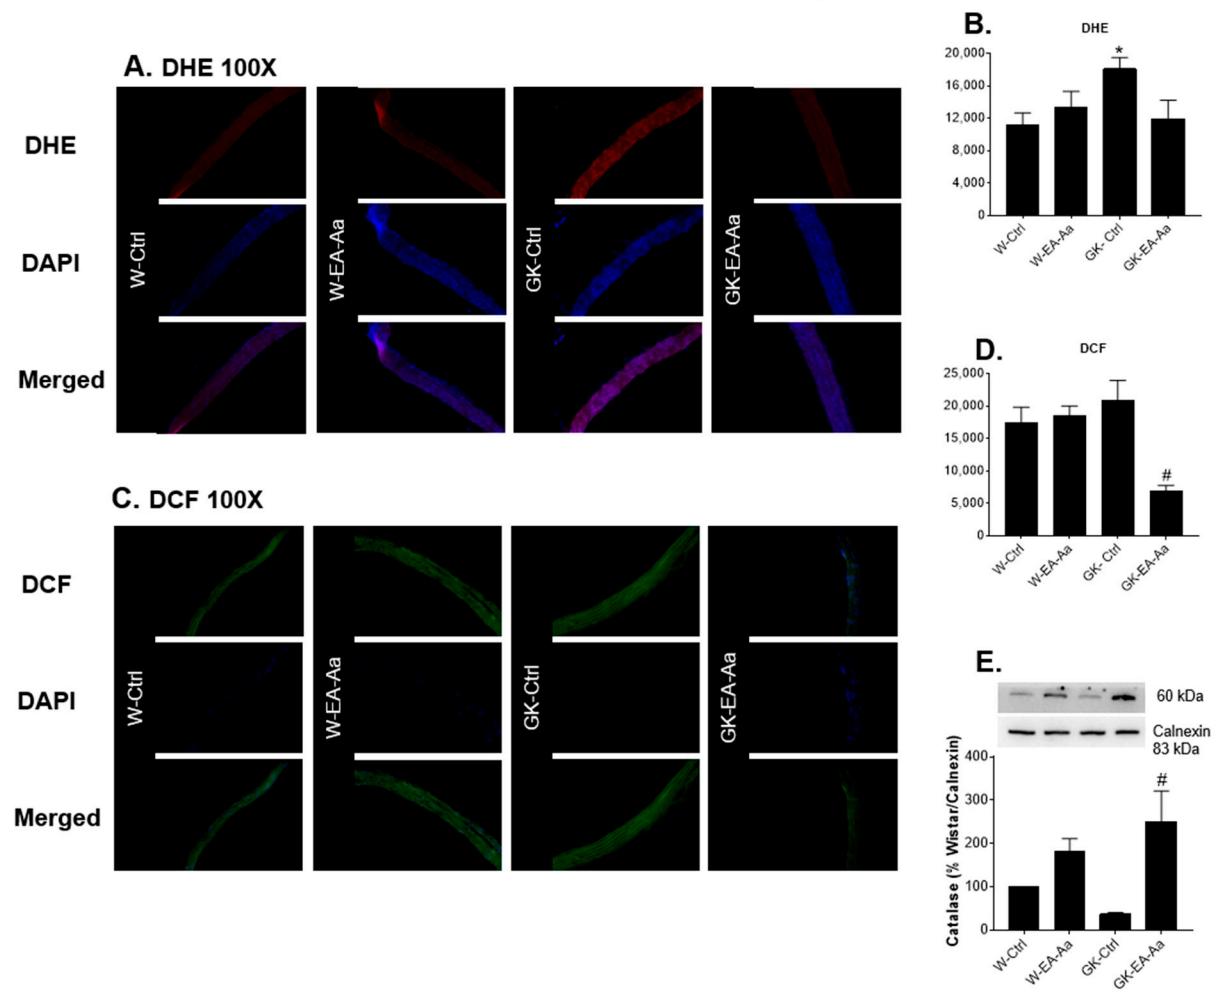 A. DHE 100X
DHE
DAPI
Merged
W-Ctrl
W-EA-Aa
GK-Ctrl
GK-EA-Aa
B.
DHE
20,000
16,000
12,000
8,000
4,000
0
*
W-Ctrl
W-EA-Aa
GK- Ctrl
GK-EA-Aa
C. DCF 100X
DCF
DAPI
Merged
W-Ctrl
W-EA-Aa
GK-Ctrl
GK-EA-Aa
D.
DCF
25,000
20,000
15,000
10,000
5,000
0
#
W-Ctrl
W-EA-Aa
GK- Ctrl
GK-EA-Aa
E.
60 kDa
Calnexin
83 kDa
Catalase (% Wistar/Calnexin)
400
300
200
100
0
#
W-Ctrl
W-EA-Aa
GK-Ctrl
GK-EA-Aa